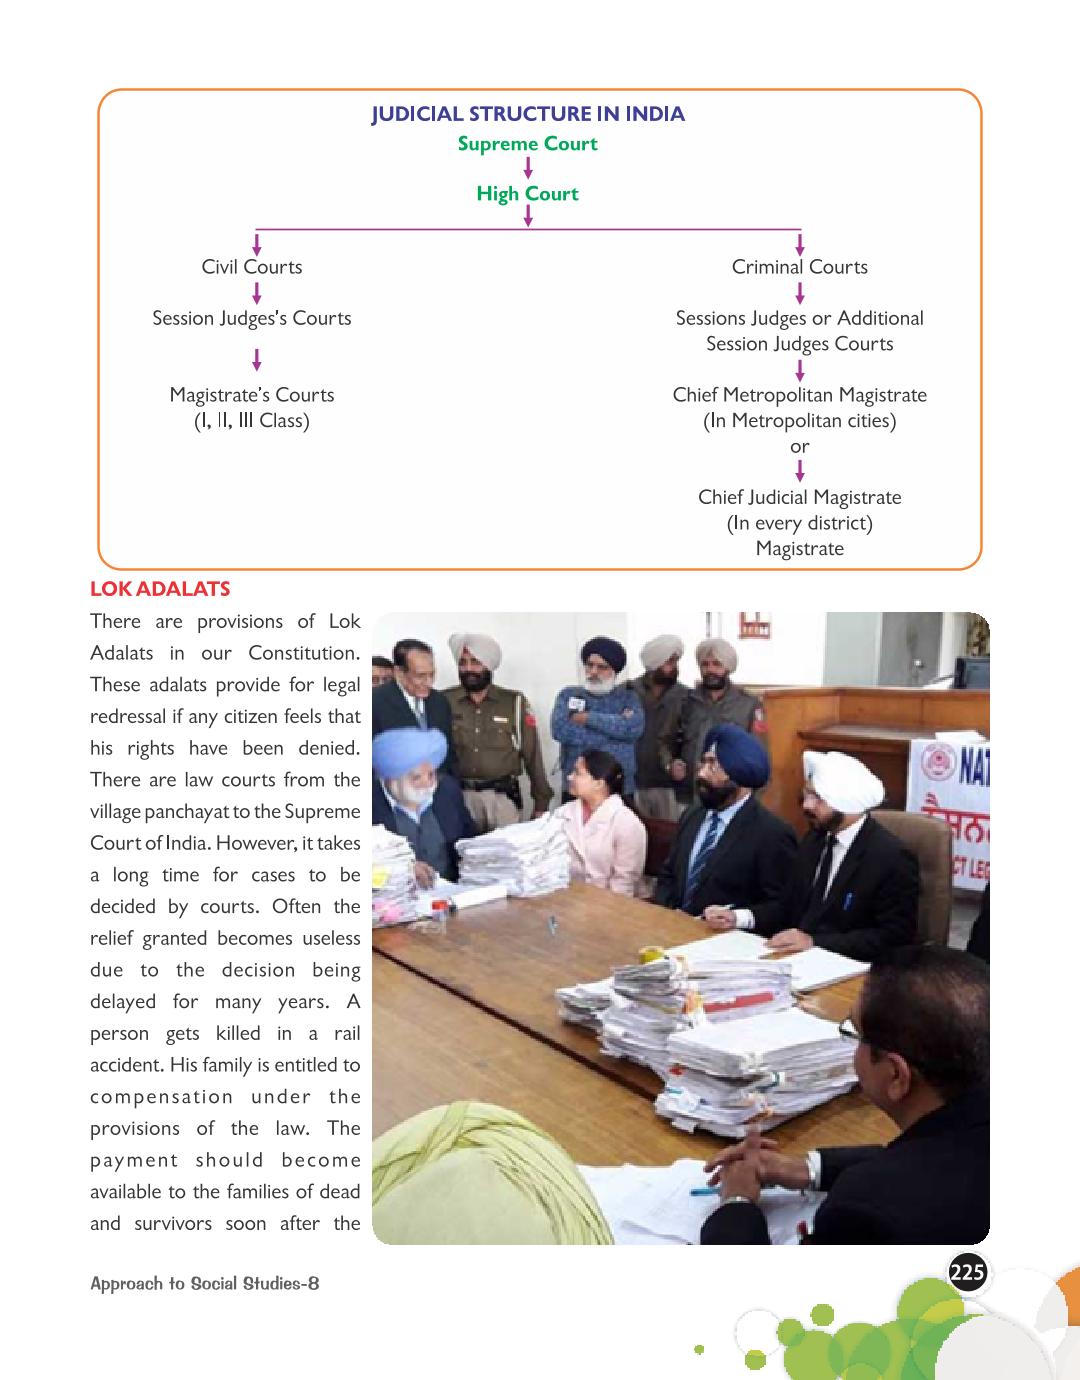 JUDICIAL STRUCTURE IN INDIA
Supreme Court
High Court
Civil Courts
Criminal Courts
Session Judges's Courts
Sessions Judges or Additional
Session Judges Courts
Magistrate's Courts
(I, II, III Class)
Chief Metropolitan Magistrate
(In Metropolitan cities)
or
Chief Judicial Magistrate
(In every district)
Magistrate
LOK ADALATS
There are provisions of Lok
Adalats in our Constitution.
These adalats provide for legal
redressal if any citizen feels that
his rights have been denied.
There are law courts from the
village panchayat to the Supreme
Court of India. However, it takes
a long time for cases to be
decided by courts. Often the
relief granted becomes useless
due to the decision being
delayed for many years. A
person gets killed in a rail
accident. His family is entitled to
compensation under the
provisions of the law. The
payment should become
available to the families of dead
and survivors soon after the
NAT
ਨੈਸ਼ਨਲ
CT LEG
Approach to Social Studies-8
225